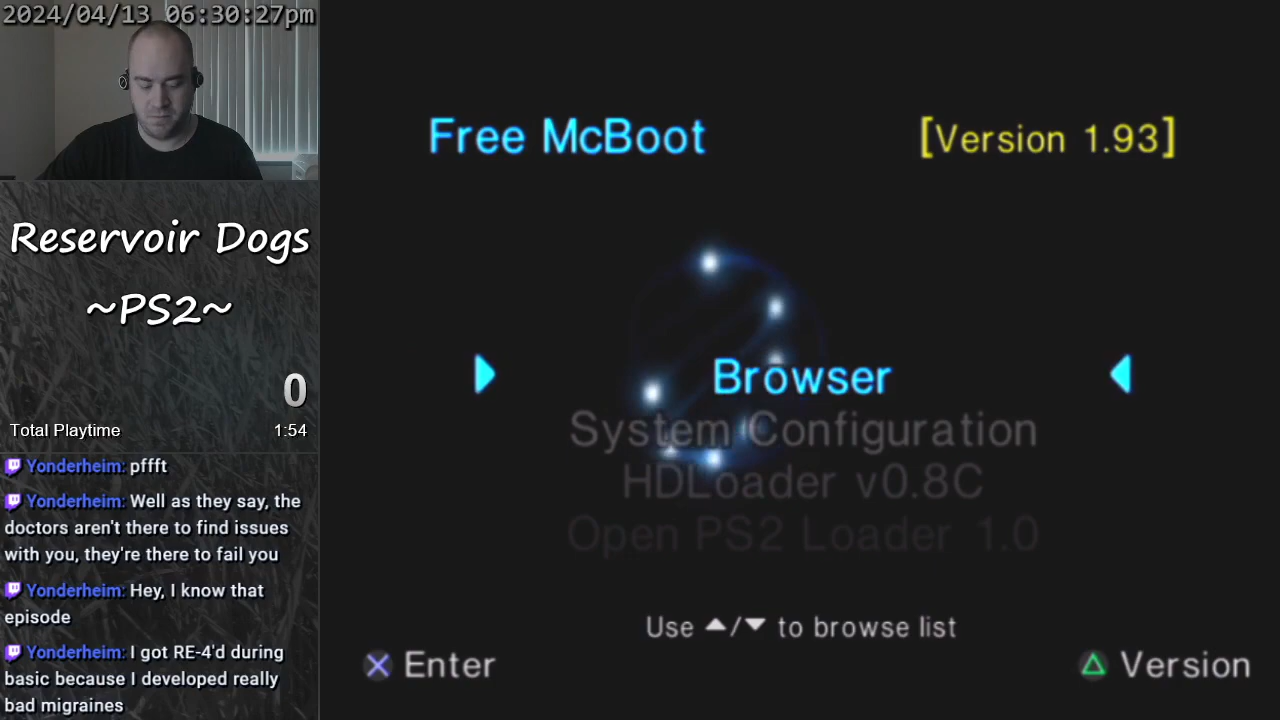 2024/04/13 06:30:27pm
Reservoir Dogs
~PS2~
0
Total Playtime 1:54
Yonderheim: pffft
Yonderheim: Well as they say, the
doctors aren't there to find issues
with you, they're there to fail you
Yonderheim: Hey, I know that
episode
Yonderheim: I got RE-4'd during
basic because I developed really
bad migraines
Free McBoot [Version 1.93]
Browser
System Configuration
HDLoader v0.8C
Open PS2 Loader 1.0
Use ▲/▼ to browse list
Enter Version